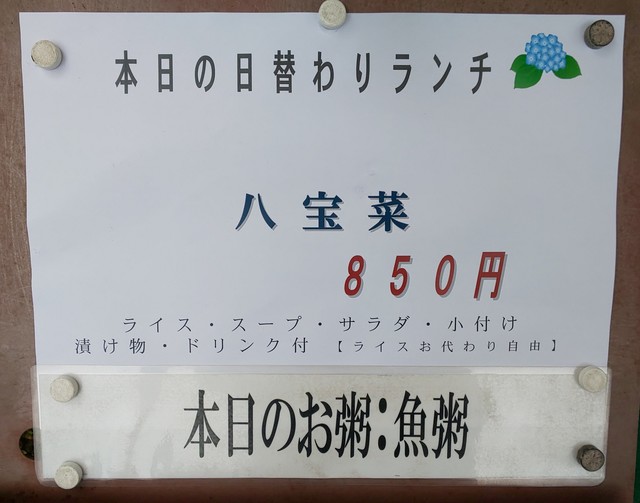 本日の日替わりランチ
八宝菜
850円
ライス・スープ・サラダ・小付け
漬け物・ドリンク付【ライスお代わり自由】
本日のお粥：魚粥